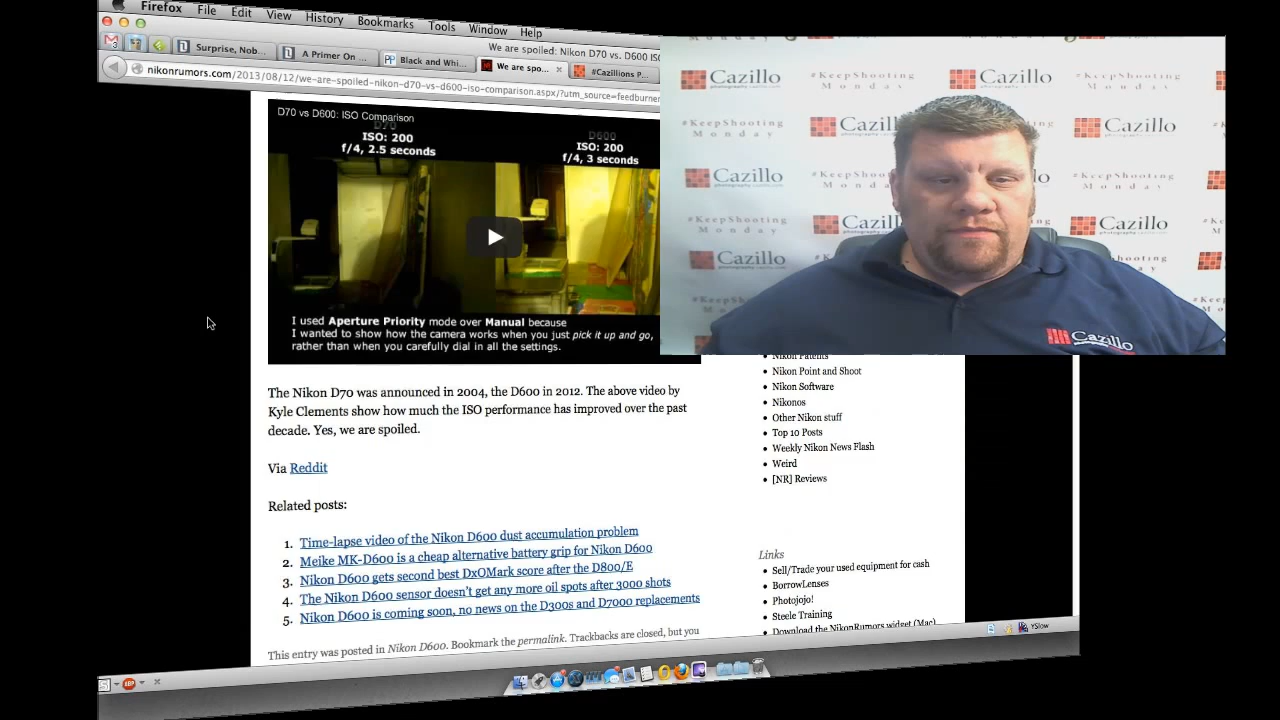 Firefox File Edit View History Bookmarks Tools Window Help
We are spoiled: Nikon D70 vs. D600 ISO
Surprise, Nob... A Primer On ... Black and Whi... We are spo... #Cazillions P...
nikonrumors.com/2013/08/12/we-are-spoiled-nikon-d70-vs-d600-iso-comparison.aspx/?utm_source=feedburner
D70 vs D600: ISO Comparison
D70
ISO: 200
f/4, 2.5 seconds
D600
ISO: 200
f/4, 3 seconds
I used Aperture Priority mode over Manual because
I wanted to show how the camera works when you just pick it up and go,
rather than when you carefully dial in all the settings.
Cazillo
#KeepShooting
Monday
Cazillo
The Nikon D70 was announced in 2004, the D600 in 2012. The above video by
Kyle Clements show how much the ISO performance has improved over the past
decade. Yes, we are spoiled.
Via Reddit
Related posts:
1. Time-lapse video of the Nikon D600 dust accumulation problem
2. Meike MK-D600 is a cheap alternative battery grip for Nikon D600
3. Nikon D600 gets second best DxOMark score after the D800/E
4. The Nikon D600 sensor doesn't get any more oil spots after 3000 shots
5. Nikon D600 is coming soon, no news on the D300s and D7000 replacements
This entry was posted in Nikon D600. Bookmark the permalink. Trackbacks are closed, but you
Nikon Patents
Nikon Point and Shoot
Nikon Software
Nikonos
Other Nikon stuff
Top 10 Posts
Weekly Nikon News Flash
Weird
[NR] Reviews
Links
Sell/Trade your used equipment for cash
BorrowLenses
Photojojo!
Steele Training
Download the NikonRumors widget (Mac)
YSlow
ABP